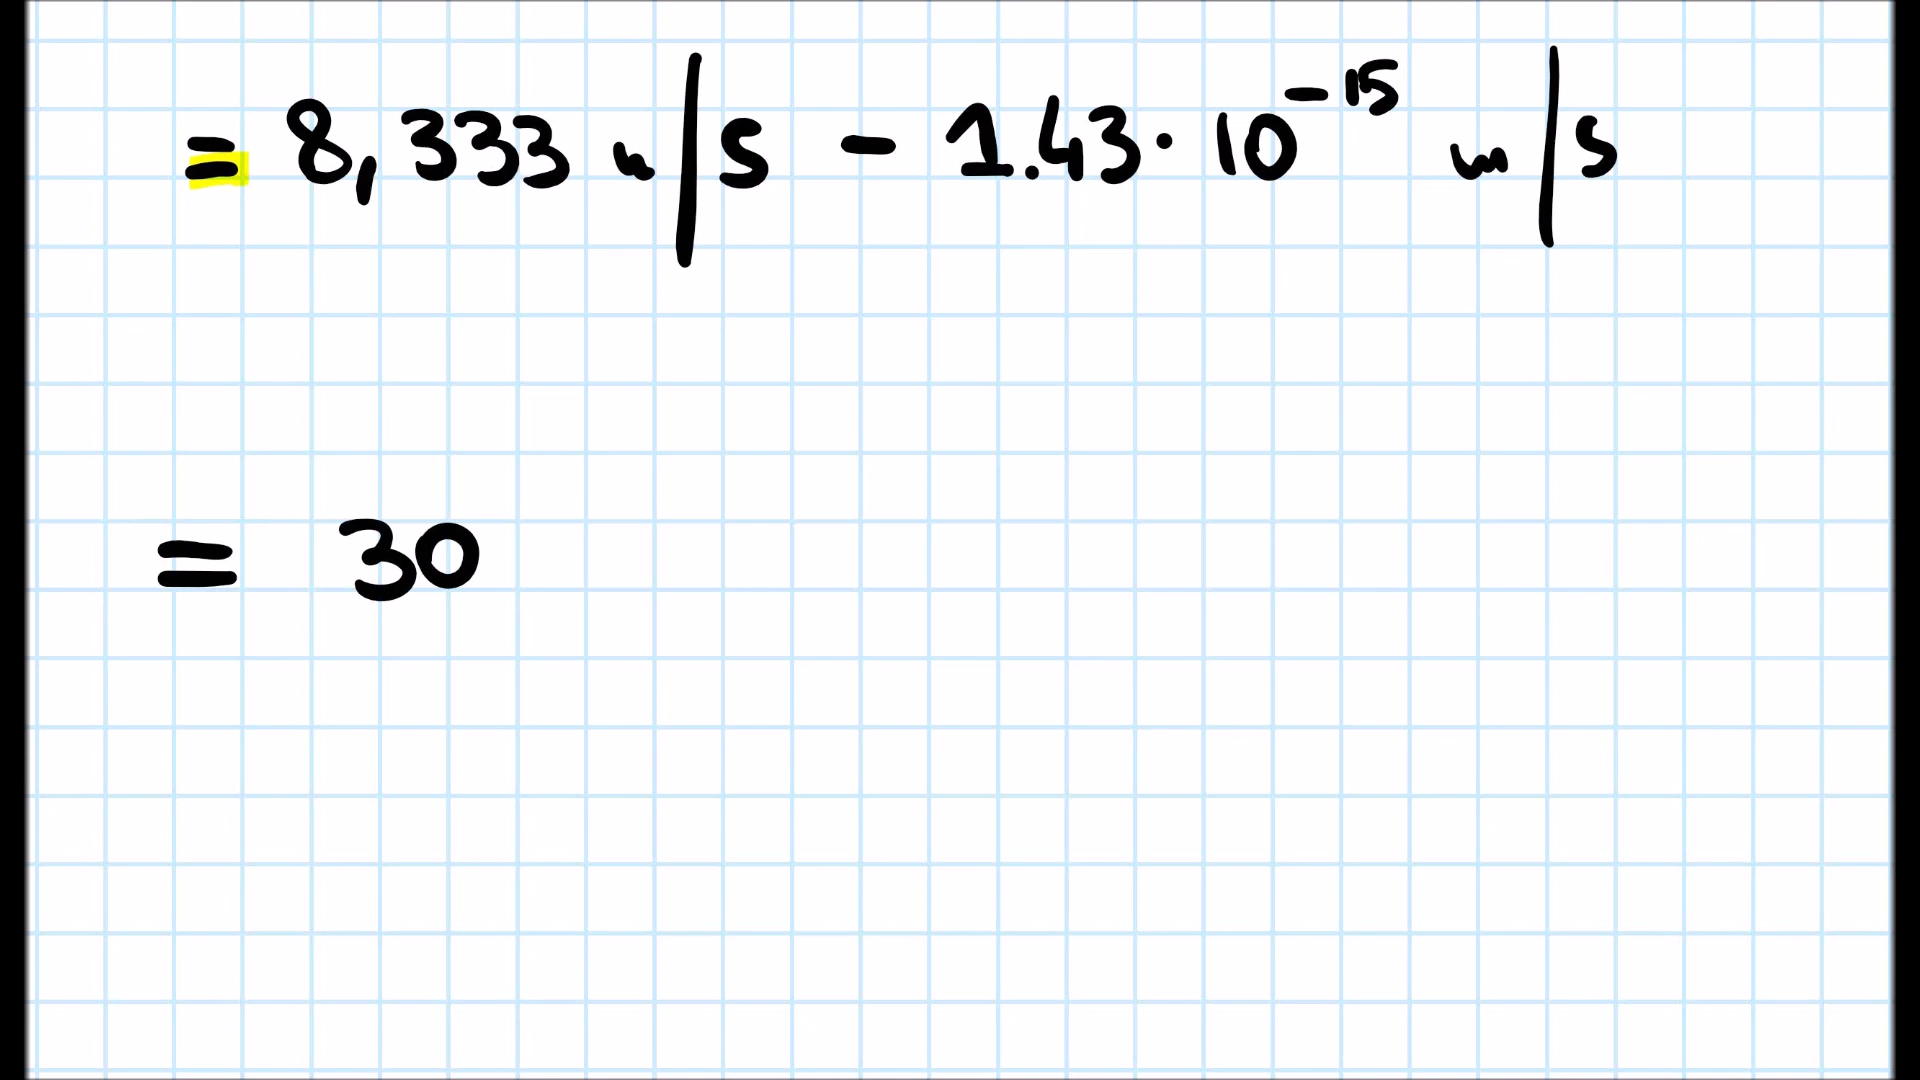 = 8,333 m/s - 1.43 · 10^-15 m/s
= 30